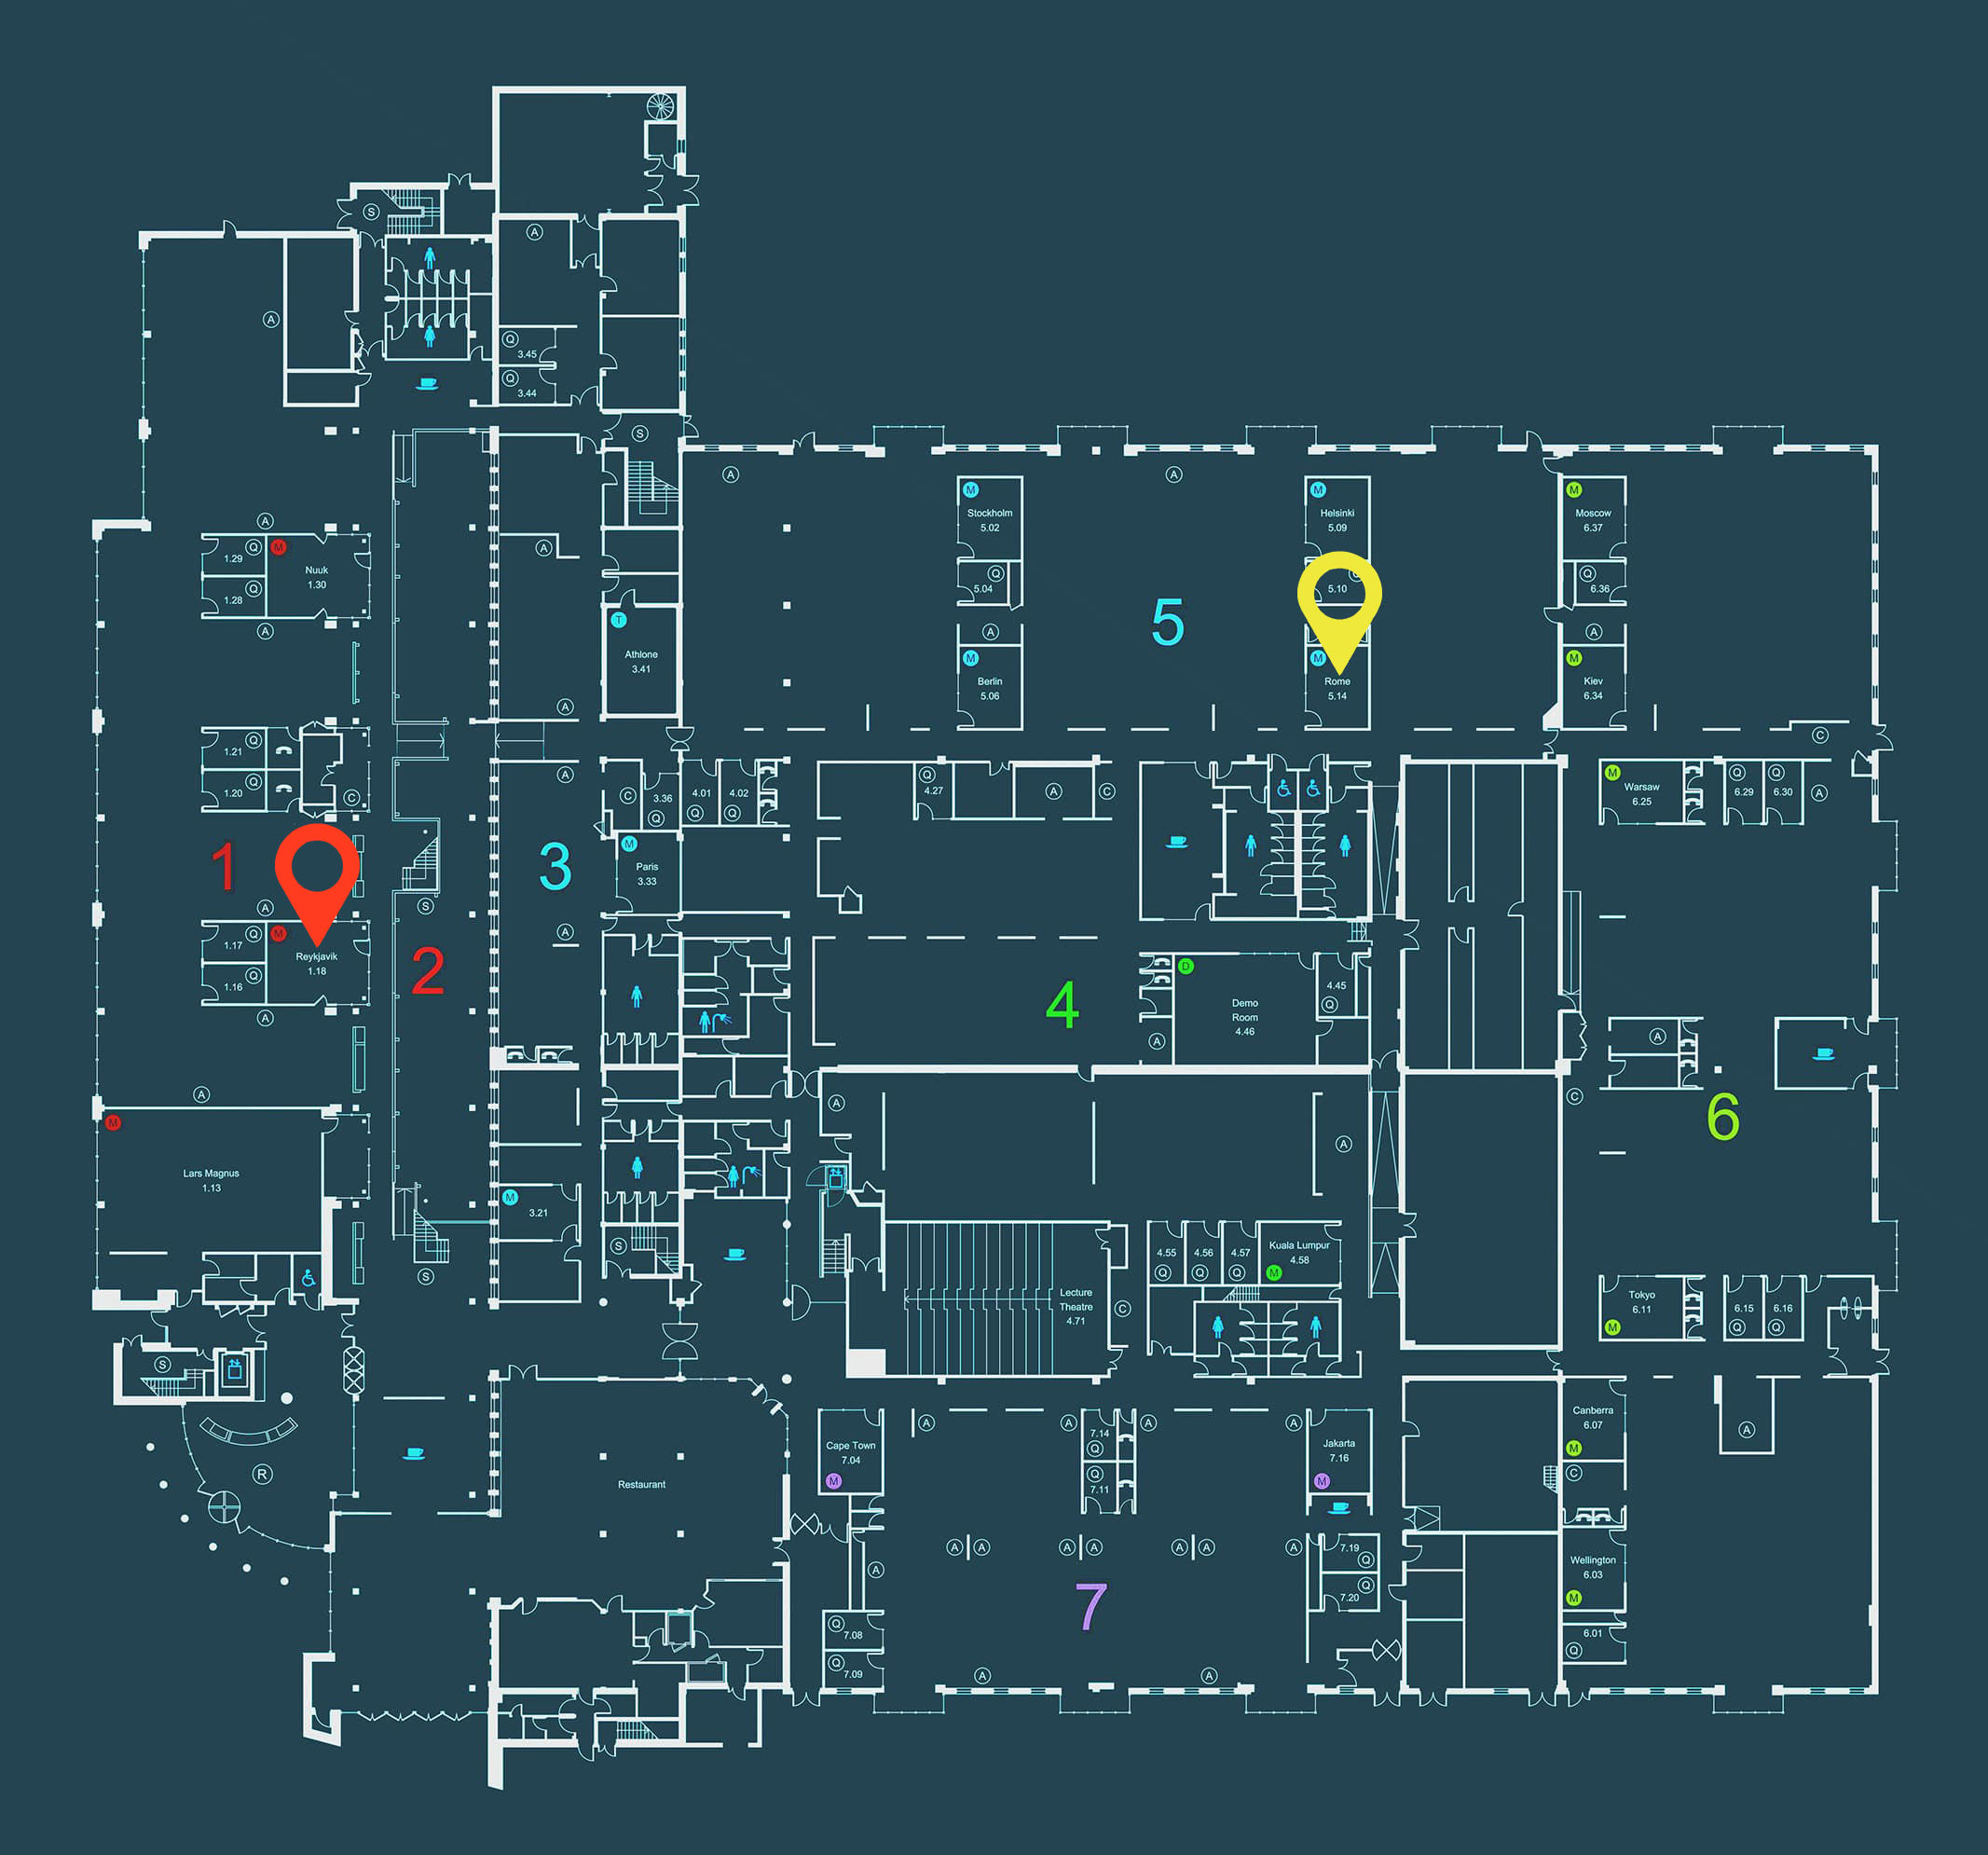 S
A
A
Q
3.45
Q
3.44
S
A
A
M
Stockholm
5.02
M
Helsinki
5.09
M
Moscow
6.37
A
1.29
Q
M
Nuuk
1.30
1.28
Q
A
A
Q
5.04
5.10
Q
6.36
T
Athlone
3.41
5
A
A
M
Berlin
5.06
M
Rome
5.14
M
Kiev
6.34
A
1.21
Q
1.20
Q
C
A
C
3.36
Q
4.01
Q
4.02
Q
Q
4.27
A
C
C
M
Warsaw
6.25
Q
6.29
Q
6.30
A
1
3
M
Paris
3.33
A
S
A
1.17
Q
M
Reykjavik
1.18
1.16
Q
A
2
4
D
Demo
Room
4.46
4.45
Q
A
A
A
A
A
C
6
M
Lars Magnus
1.13
M
3.21
S
S
4.55
Q
4.56
Q
4.57
Q
Kuala Lumpur
4.58
M
Lecture
Theatre
4.71
C
Tokyo
6.11
M
6.15
Q
6.16
Q
S
R
Restaurant
Cape Town
7.04
M
A
A
7.14
Q
Q
7.11
A
A
Jakarta
7.16
M
Canberra
6.07
M
C
A
A
A
A
A
A
A
A
A
7.19
Q
Q
7.20
Wellington
6.03
M
6.01
Q
7
Q
7.08
Q
7.09
A
A